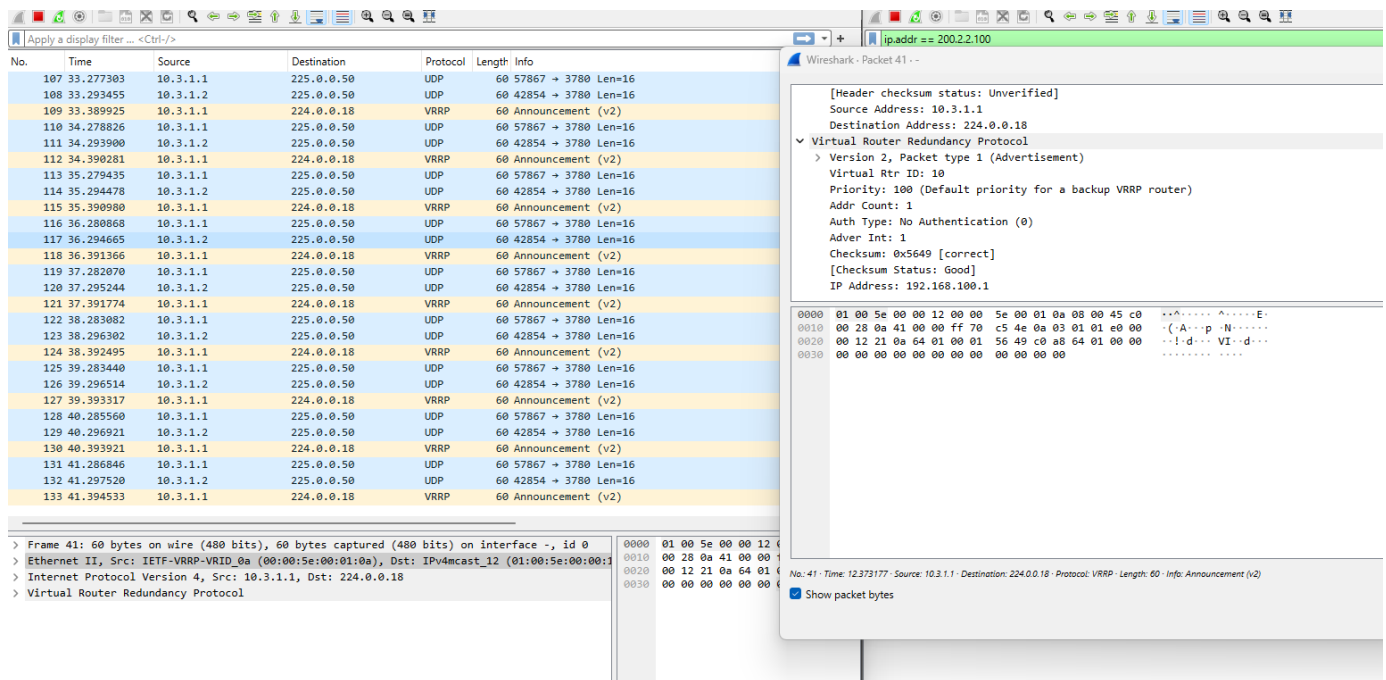 Apply a display filter ... <Ctrl-/>
+
No. Time Source Destination Protocol Length Info
107 33.277303 10.3.1.1 225.0.0.50 UDP 60 57867 → 3780 Len=16
108 33.293455 10.3.1.2 225.0.0.50 UDP 60 42854 → 3780 Len=16
109 33.389925 10.3.1.1 224.0.0.18 VRRP 60 Announcement (v2)
110 34.278826 10.3.1.1 225.0.0.50 UDP 60 57867 → 3780 Len=16
111 34.293900 10.3.1.2 225.0.0.50 UDP 60 42854 → 3780 Len=16
112 34.390281 10.3.1.1 224.0.0.18 VRRP 60 Announcement (v2)
113 35.279435 10.3.1.1 225.0.0.50 UDP 60 57867 → 3780 Len=16
114 35.294478 10.3.1.2 225.0.0.50 UDP 60 42854 → 3780 Len=16
115 35.390980 10.3.1.1 224.0.0.18 VRRP 60 Announcement (v2)
116 36.280868 10.3.1.1 225.0.0.50 UDP 60 57867 → 3780 Len=16
117 36.294665 10.3.1.2 225.0.0.50 UDP 60 42854 → 3780 Len=16
118 36.391366 10.3.1.1 224.0.0.18 VRRP 60 Announcement (v2)
119 37.282070 10.3.1.1 225.0.0.50 UDP 60 57867 → 3780 Len=16
120 37.295244 10.3.1.2 225.0.0.50 UDP 60 42854 → 3780 Len=16
121 37.391774 10.3.1.1 224.0.0.18 VRRP 60 Announcement (v2)
122 38.283082 10.3.1.1 225.0.0.50 UDP 60 57867 → 3780 Len=16
123 38.296302 10.3.1.2 225.0.0.50 UDP 60 42854 → 3780 Len=16
124 38.392495 10.3.1.1 224.0.0.18 VRRP 60 Announcement (v2)
125 39.283440 10.3.1.1 225.0.0.50 UDP 60 57867 → 3780 Len=16
126 39.296514 10.3.1.2 225.0.0.50 UDP 60 42854 → 3780 Len=16
127 39.393317 10.3.1.1 224.0.0.18 VRRP 60 Announcement (v2)
128 40.285560 10.3.1.1 225.0.0.50 UDP 60 57867 → 3780 Len=16
129 40.296921 10.3.1.2 225.0.0.50 UDP 60 42854 → 3780 Len=16
130 40.393921 10.3.1.1 224.0.0.18 VRRP 60 Announcement (v2)
131 41.286846 10.3.1.1 225.0.0.50 UDP 60 57867 → 3780 Len=16
132 41.297520 10.3.1.2 225.0.0.50 UDP 60 42854 → 3780 Len=16
133 41.394533 10.3.1.1 224.0.0.18 VRRP 60 Announcement (v2)
> Frame 41: 60 bytes on wire (480 bits), 60 bytes captured (480 bits) on interface -, id 0
> Ethernet II, Src: IETF-VRRP-VRID_0a (00:00:5e:00:01:0a), Dst: IPv4mcast_12 (01:00:5e:00:00:1
> Internet Protocol Version 4, Src: 10.3.1.1, Dst: 224.0.0.18
> Virtual Router Redundancy Protocol
0000 01 00 5e 00 00 12
0010 00 28 0a 41 00 00
0020 00 12 21 0a 64 01
0030 00 00 00 00 00 00
ip.addr == 200.2.2.100
Wireshark · Packet 41 · -
[Header checksum status: Unverified]
Source Address: 10.3.1.1
Destination Address: 224.0.0.18
Virtual Router Redundancy Protocol
> Version 2, Packet type 1 (Advertisement)
Virtual Rtr ID: 10
Priority: 100 (Default priority for a backup VRRP router)
Addr Count: 1
Auth Type: No Authentication (0)
Adver Int: 1
Checksum: 0x5649 [correct]
[Checksum Status: Good]
IP Address: 192.168.100.1
0000 01 00 5e 00 00 12 00 00 5e 00 01 0a 08 00 45 c0 ··^····· ^·····E·
0010 00 28 0a 41 00 00 ff 70 c5 4e 0a 03 01 01 e0 00 ·(·A···p ·N······
0020 00 12 21 0a 64 01 00 01 56 49 c0 a8 64 01 00 00 ··!·d··· VI··d···
0030 00 00 00 00 00 00 00 00 00 00 00 00 ········ ····
No.: 41 · Time: 12.373177 · Source: 10.3.1.1 · Destination: 224.0.0.18 · Protocol: VRRP · Length: 60 · Info: Announcement (v2)
Show packet bytes